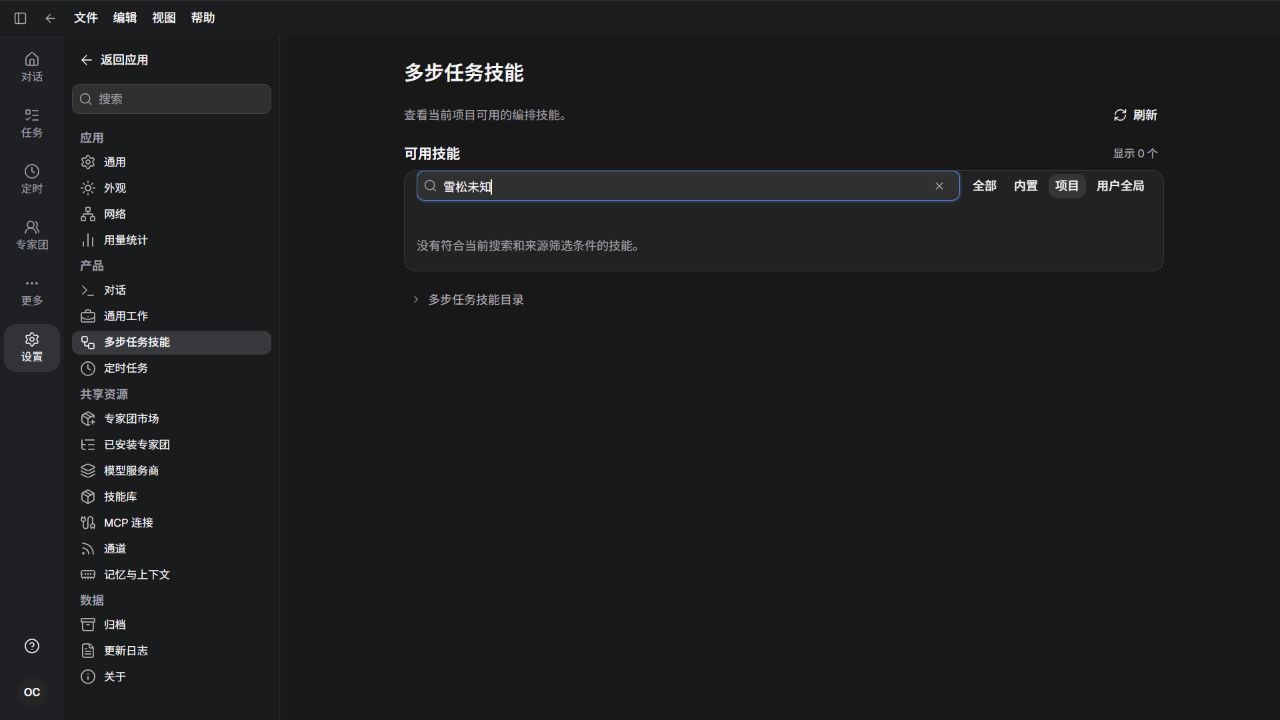 文件 编辑 视图 帮助
对话
任务
定时
专家团
更多
设置
OC
返回应用
搜索
应用
通用
外观
网络
用量统计
产品
对话
通用工作
多步任务技能
定时任务
共享资源
专家团市场
已安装专家团
模型服务商
技能库
MCP 连接
通道
记忆与上下文
数据
归档
更新日志
关于
多步任务技能
查看当前项目可用的编排技能。
刷新
可用技能
显示 0 个
雪松未知
全部 内置 项目 用户全局
没有符合当前搜索和来源筛选条件的技能。
多步任务技能目录